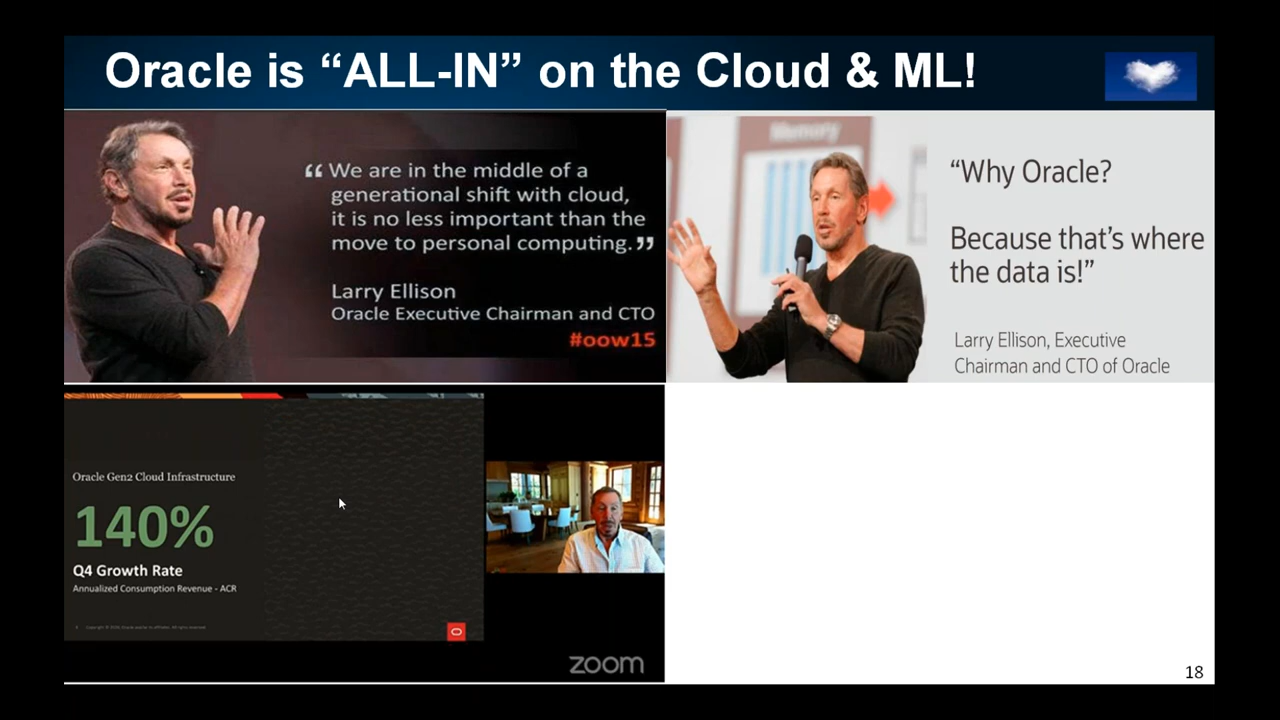 Oracle is “ALL-IN” on the Cloud & ML!
“ We are in the middle of a
generational shift with cloud,
it is no less important than the
move to personal computing. ”
Larry Ellison
Oracle Executive Chairman and CTO
#oow15
Memory
“Why Oracle?
Because that’s where
the data is!”
Larry Ellison, Executive
Chairman and CTO of Oracle
Oracle Gen2 Cloud Infrastructure
140%
Q4 Growth Rate
Annualized Consumption Revenue - ACR
zoom
18